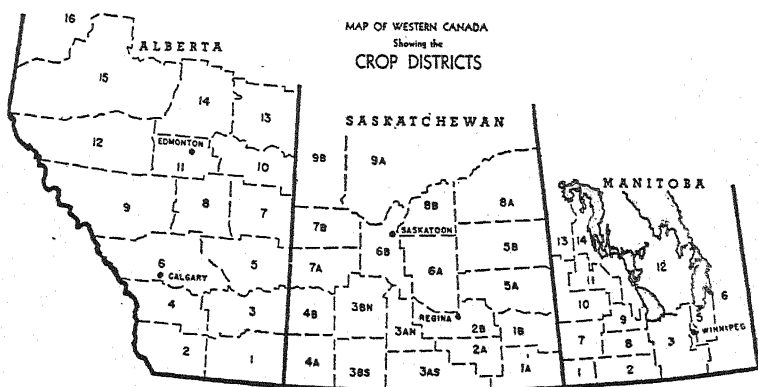 MAP OF WESTERN CANADA
Showing the
CROP DISTRICTS
16
ALBERTA
15
14
13
SASKATCHEWAN
12
EDMONTON
11
10
9B
9A
MANITOBA
9
8
7
7B
8B
8A
SASKATOON
6B
5B
13
14
12
6
CALGARY
5
7A
6A
5A
11
6
4
3
4B
3BN
REGINA
10
9
5
3AN
2B
1B
WINNIPEG
2
1
4A
3BS
2A
3AS
1A
7
8
3
1
2